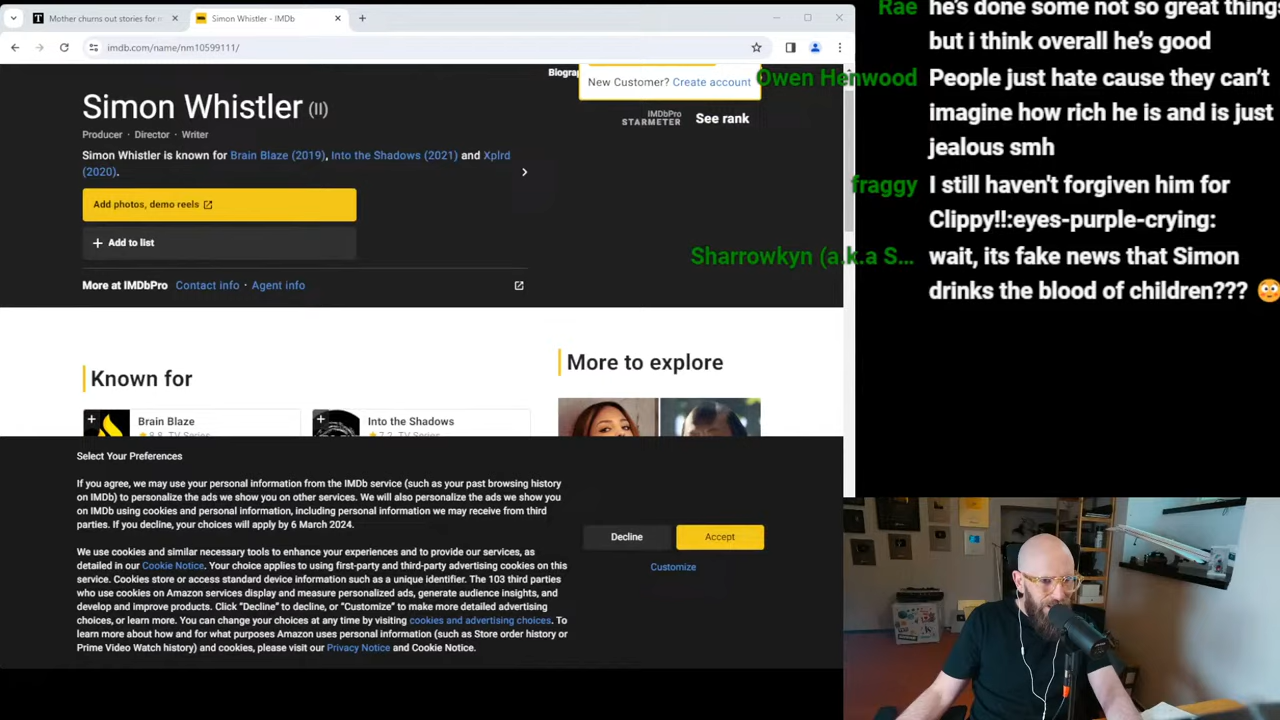 Mother churns out stories for m
Simon Whistler - IMDb
imdb.com/name/nm10599111/
Simon Whistler (II)
Producer · Director · Writer
Simon Whistler is known for Brain Blaze (2019), Into the Shadows (2021) and Xplrd
(2020).
Add photos, demo reels
Add to list
More at IMDbPro Contact info · Agent info
New Customer? Create account
IMDbPro
STARMETER
See rank
Known for
Brain Blaze
Into the Shadows
More to explore
Select Your Preferences
If you agree, we may use your personal information from the IMDb service (such as your past browsing history
on IMDb) to personalize the ads we show you on other services. We will also personalize the ads we show you
on IMDb using cookies and personal information, including personal information we may receive from third
parties. If you decline, your choices will apply by 6 March 2024.
We use cookies and similar necessary tools to enhance your experiences and to provide our services, as
detailed in our Cookie Notice. Your choice applies to using first-party and third-party advertising cookies on this
service. Cookies store or access standard device information such as a unique identifier. The 103 third parties
who use cookies on Amazon services display and measure personalized ads, generate audience insights, and
develop and improve products. Click "Decline" to decline, or "Customize" to make more detailed advertising
choices, or learn more. You can change your choices at any time by visiting cookies and advertising choices. To
learn more about how and for what purposes Amazon uses personal information (such as Store order history or
Prime Video Watch history) and cookies, please visit our Privacy Notice and Cookie Notice.
Decline
Accept
Customize
Rae he's done some not so great things
but i think overall he's good
Owen Henwood People just hate cause they can't
imagine how rich he is and is just
jealous smh
fraggy I still haven't forgiven him for
Clippy!!:eyes-purple-crying:
Sharrowkyn (a.k.a S... wait, its fake news that Simon
drinks the blood of children??? 😳